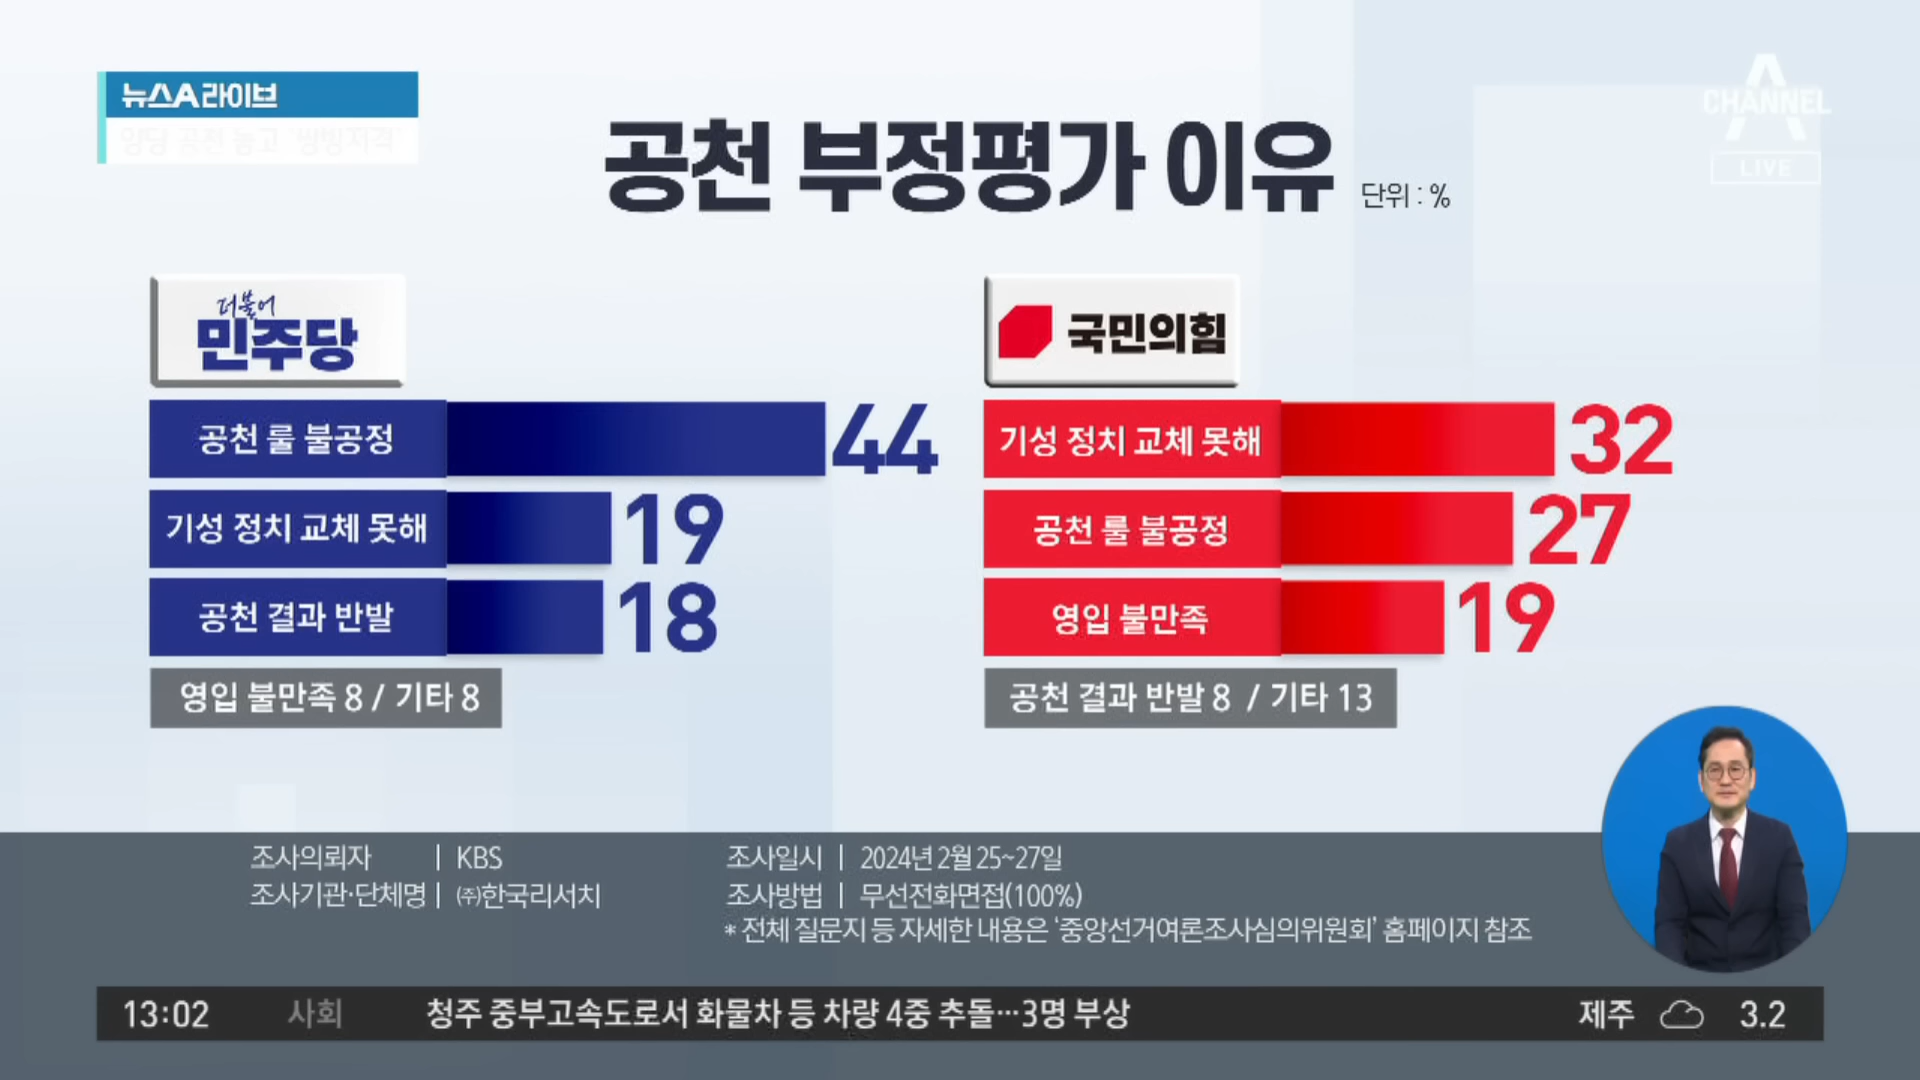 뉴스A 라이브
CHANNEL A
LIVE
공천 부정평가 이유
단위 : %
더불어
민주당
공천 룰 불공정 44
기성 정치 교체 못해 19
공천 결과 반발 18
영입 불만족 8 / 기타 8
국민의힘
기성 정치 교체 못해 32
공천 룰 불공정 27
영입 불만족 19
공천 결과 반발 8 / 기타 13
조사의뢰자 | KBS
조사기관·단체명 | ㈜한국리서치
조사일시 | 2024년 2월 25~27일
조사방법 | 무선전화면접(100%)
* 전체 질문지 등 자세한 내용은 ‘중앙선거여론조사심의위원회’ 홈페이지 참조
13:02 사회 청주 중부고속도로서 화물차 등 차량 4중 추돌…3명 부상 제주 3.2